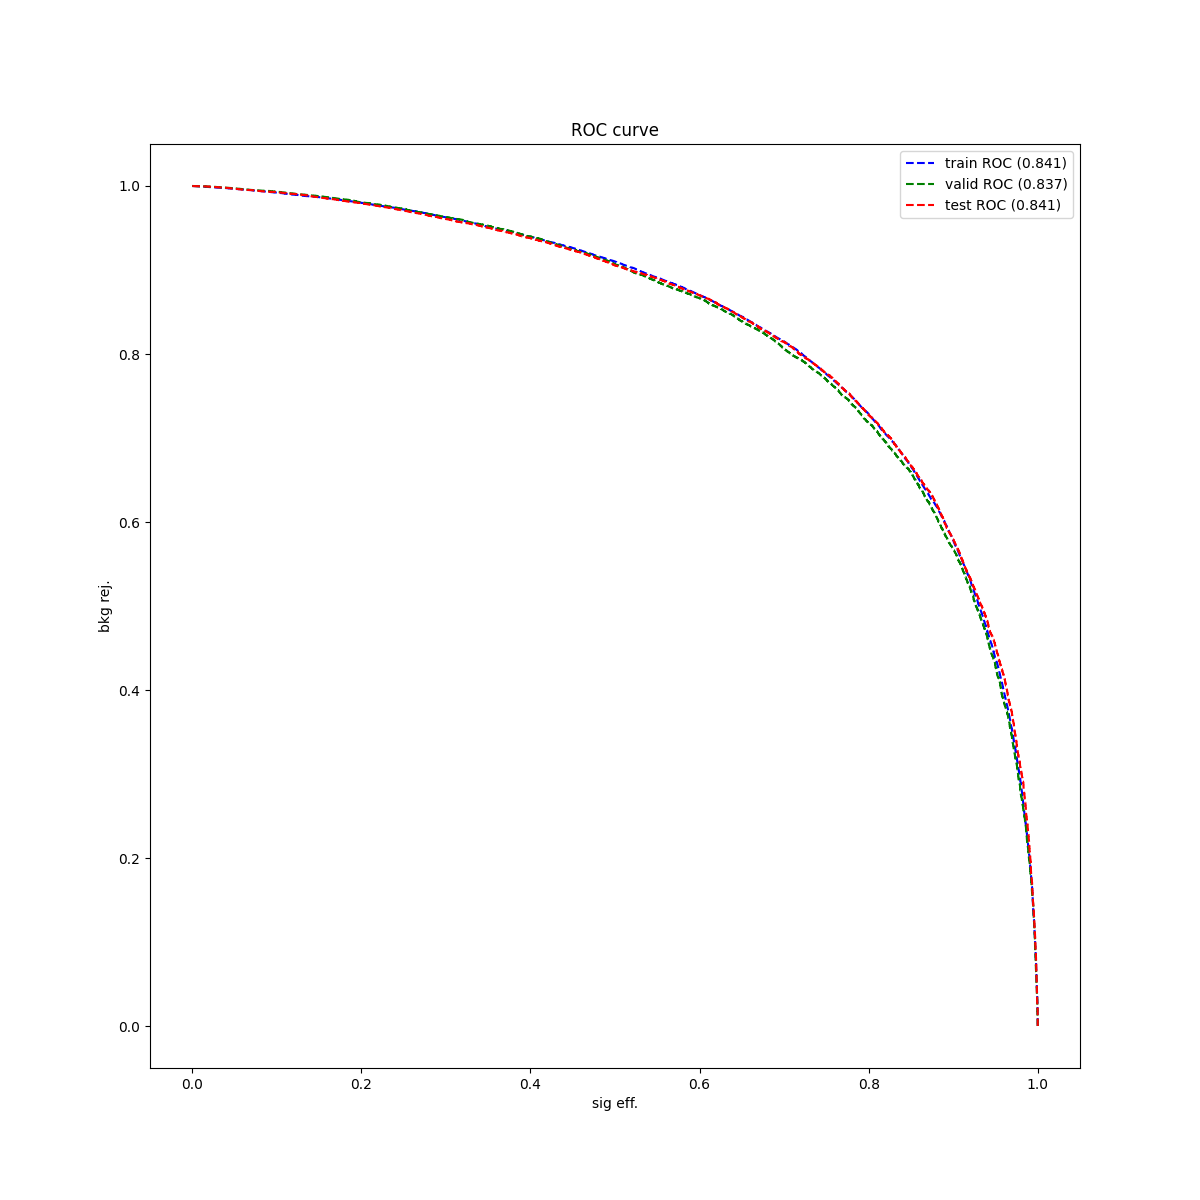 ROC curve
train ROC (0.841)
valid ROC (0.837)
test ROC (0.841)
1.0
0.8
0.6
0.4
0.2
0.0
bkg rej.
0.0 0.2 0.4 0.6 0.8 1.0
sig eff.